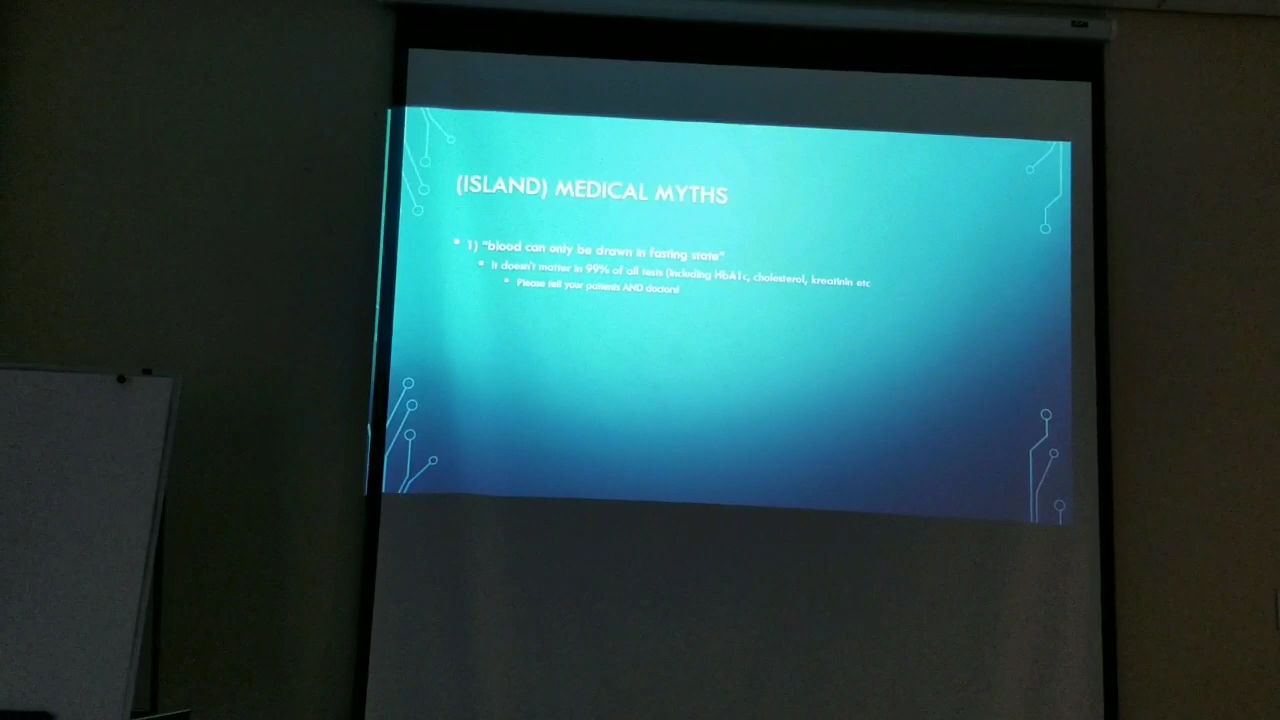 (ISLAND) MEDICAL MYTHS
1) "blood can only be drawn in fasting state"
It doesn't matter in 99% of all tests (including HbA1c, cholesterol, kreatinin etc
Please tell your patients AND doctors!